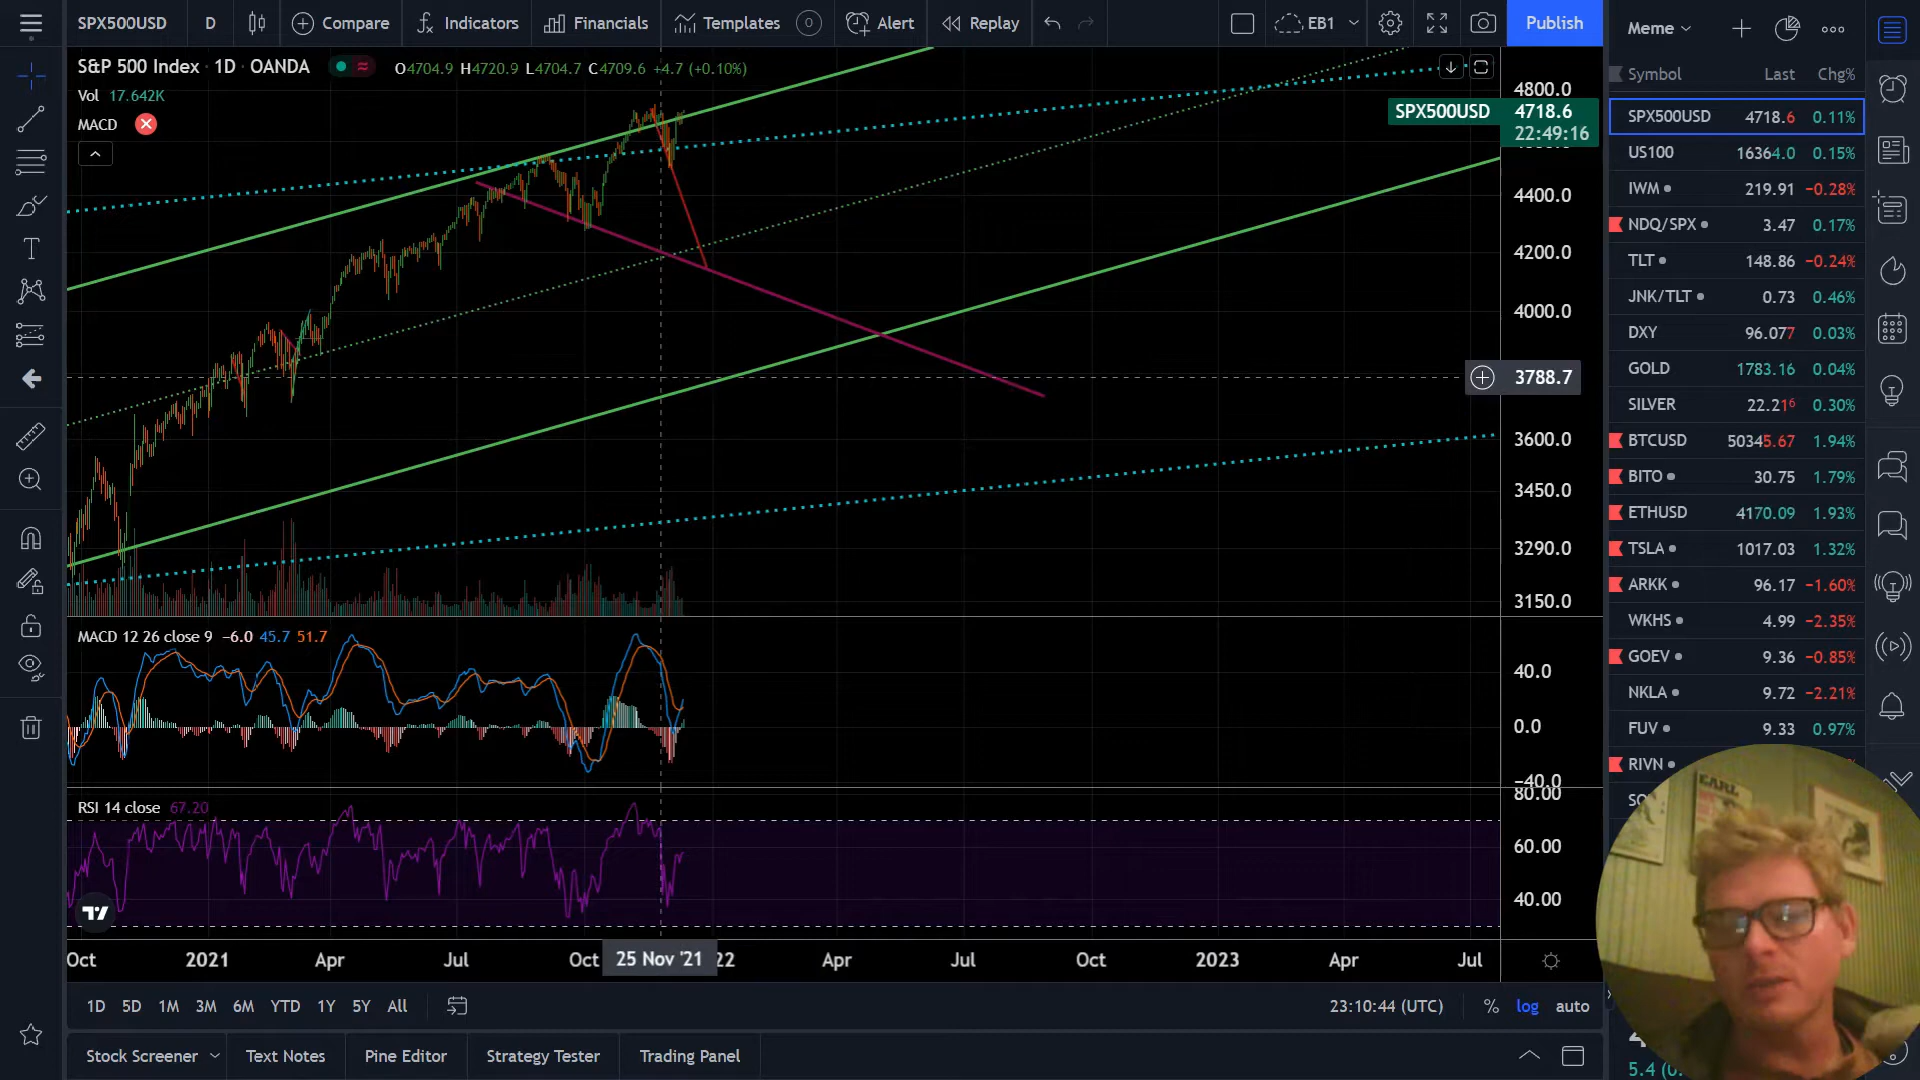 SPX500USD D Compare Indicators Financials Templates Alert Replay EB1 Publish
S&P 500 Index · 1D · OANDA O4704.9 H4720.9 L4704.7 C4709.6 +4.7 (+0.10%)
Vol 17.642K
MACD
4800.0
SPX500USD 4718.6
22:49:16
4400.0
4200.0
4000.0
3788.7
3600.0
3450.0
3290.0
3150.0
MACD 12 26 close 9 −6.0 45.7 51.7
40.0
0.0
−40.0
RSI 14 close 67.20
80.00
60.00
40.00
Oct 2021 Apr Jul Oct 25 Nov '21 22 Apr Jul Oct 2023 Apr Jul
1D 5D 1M 3M 6M YTD 1Y 5Y All 23:10:44 (UTC) % log auto
Stock Screener Text Notes Pine Editor Strategy Tester Trading Panel
Meme
Symbol Last Chg%
SPX500USD 4718.6 0.11%
US100 16364.0 0.15%
IWM 219.91 −0.28%
NDQ/SPX 3.47 0.17%
TLT 148.86 −0.24%
JNK/TLT 0.73 0.46%
DXY 96.077 0.03%
GOLD 1783.16 0.04%
SILVER 22.216 0.30%
BTCUSD 50345.67 1.94%
BITO 30.75 1.79%
ETHUSD 4170.09 1.93%
TSLA 1017.03 1.32%
ARKK 96.17 −1.60%
WKHS 4.99 −2.35%
GOEV 9.36 −0.85%
NKLA 9.72 −2.21%
FUV 9.33 0.97%
RIVN